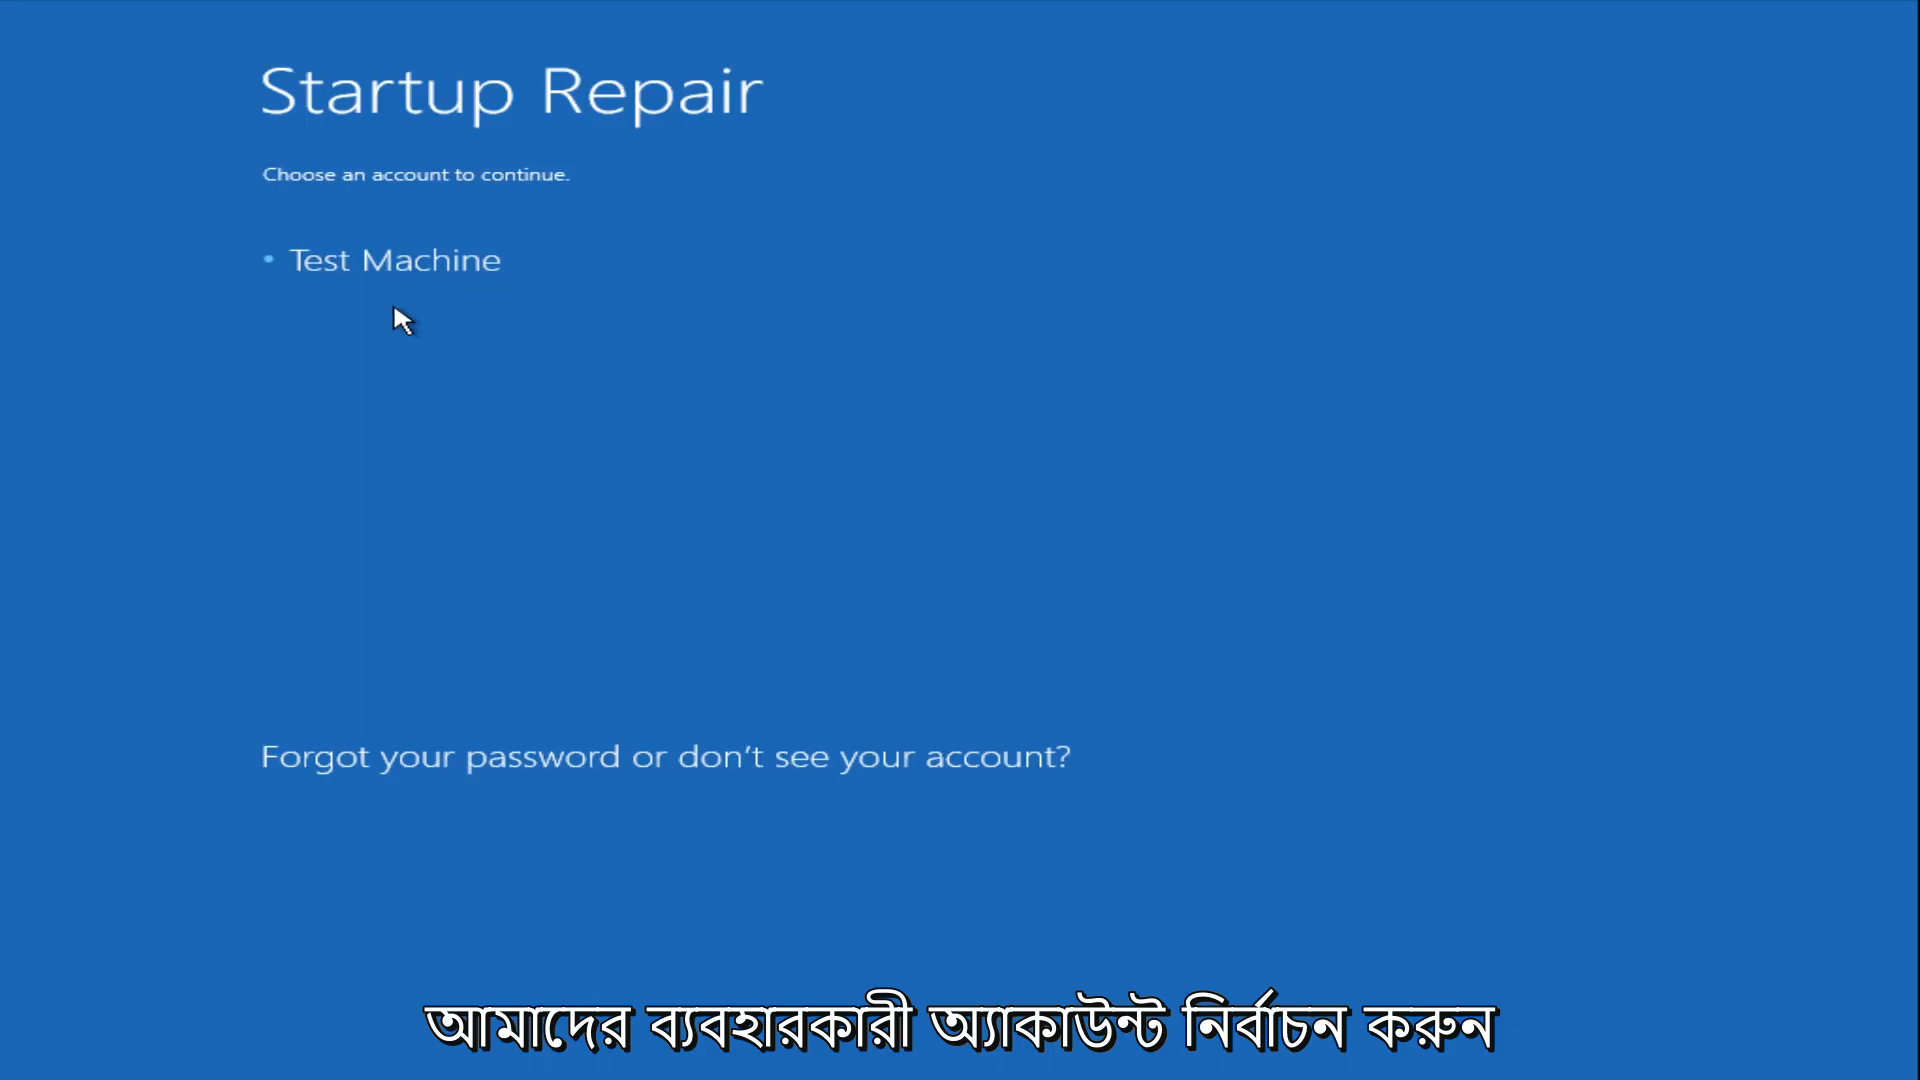 Startup Repair
Choose an account to continue.
• Test Machine
Forgot your password or don't see your account?
আমাদের ব্যবহারকারী অ্যাকাউন্ট নির্বাচন করুন